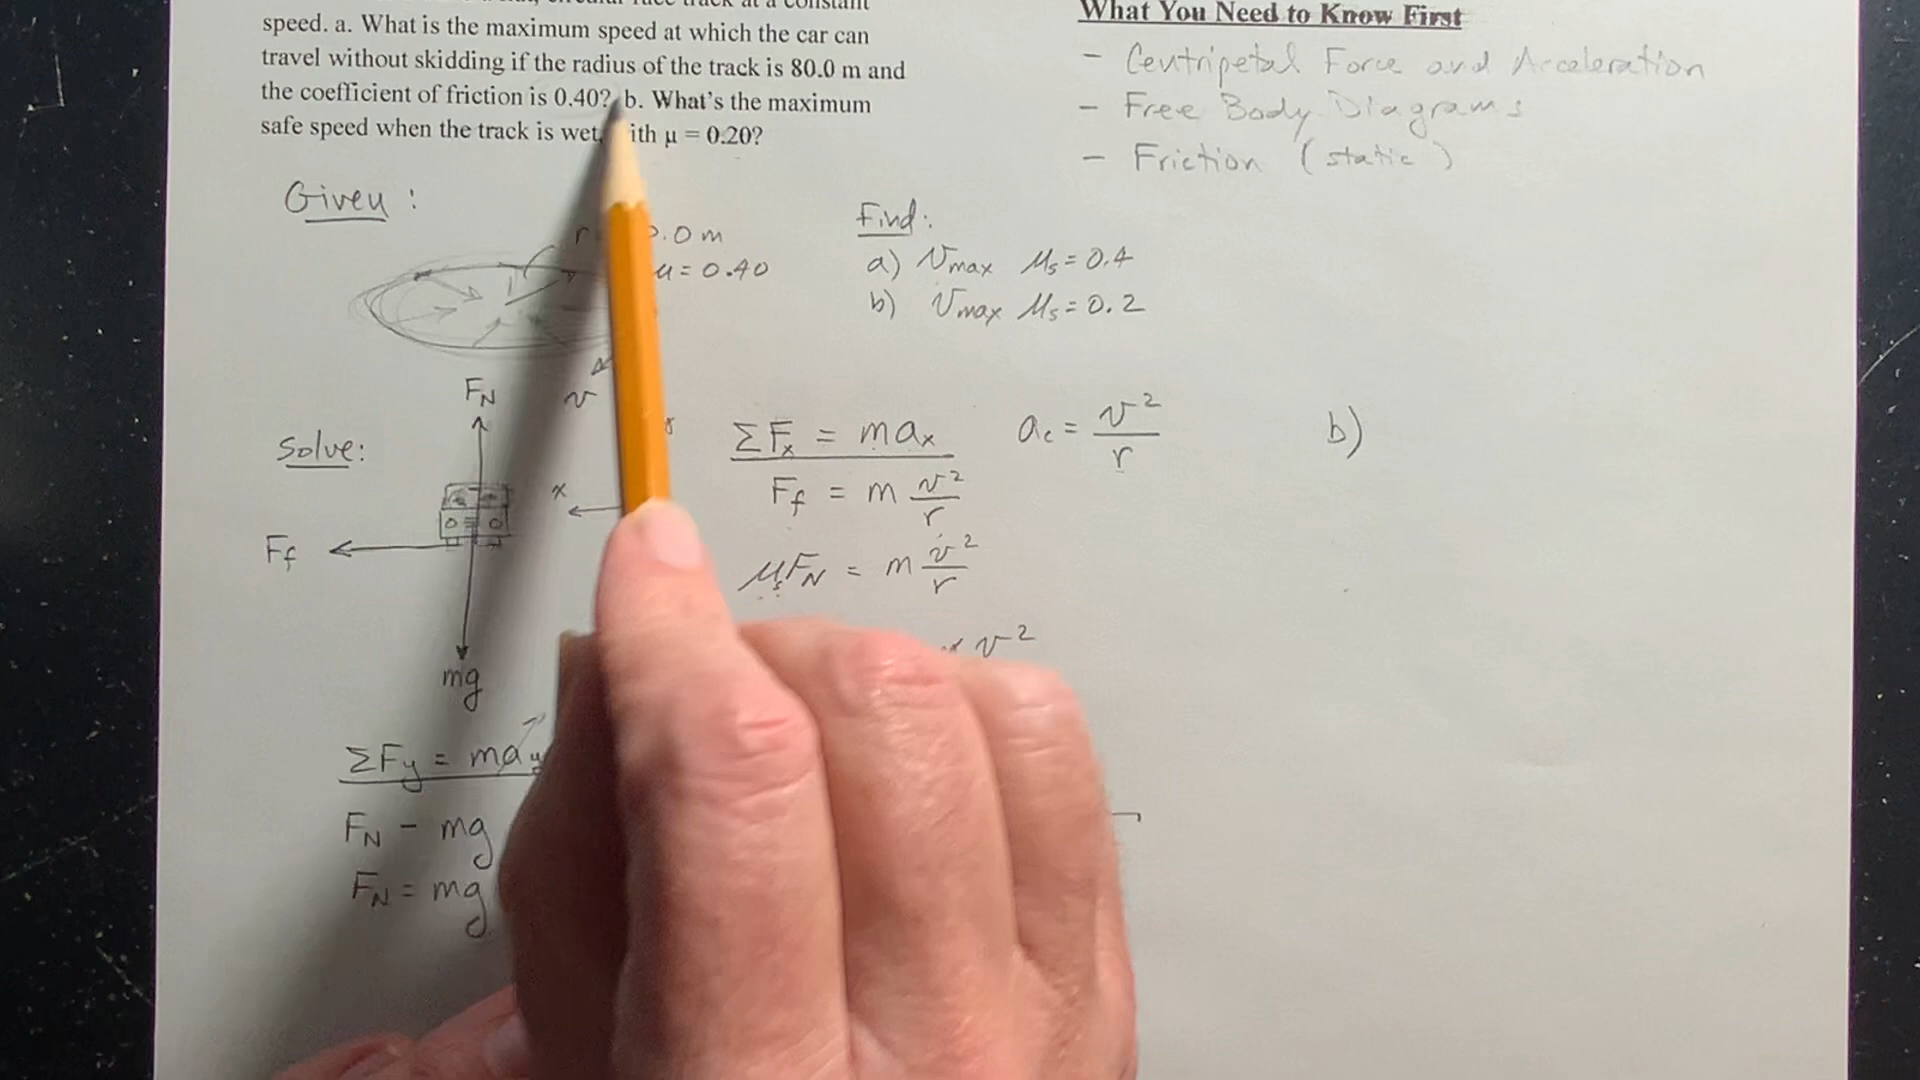 speed. a. What is the maximum speed at which the car can
travel without skidding if the radius of the track is 80.0 m and
the coefficient of friction is 0.40? b. What's the maximum
safe speed when the track is wet, ith μ = 0.20?
What You Need to Know First
- Centripetal Force and Acceleration
- Free Body Diagrams
- Friction (static)
Given:
r .0 m
μ = 0.40
Find:
a) Vmax μs = 0.4
b) Vmax μs = 0.2
v
Solve:
FN
x
Ff
mg
ΣFx = max
Ff = m v²/r
μsFN = m v²/r
v²
ac = v²/r
b)
ΣFy = may
FN - mg
FN = mg